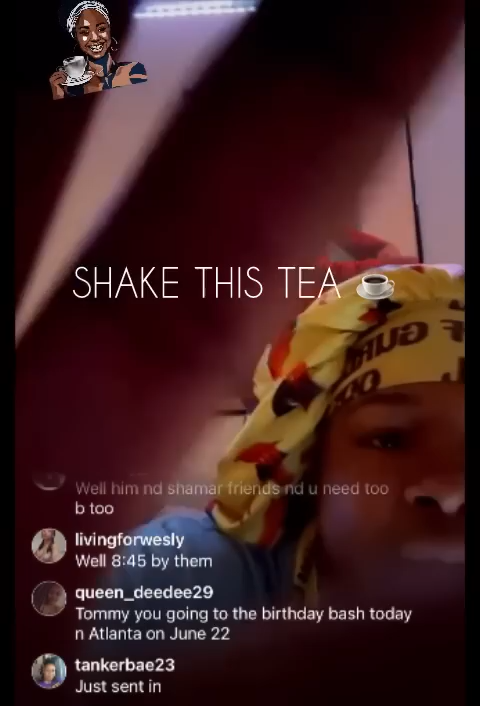 SHAKE THIS TEA ☕
Well him nd shamar friends nd u need too
b too
livingforwesly
Well 8:45 by them
queen_deedee29
Tommy you going to the birthday bash today
n Atlanta on June 22
tankerbae23
Just sent in